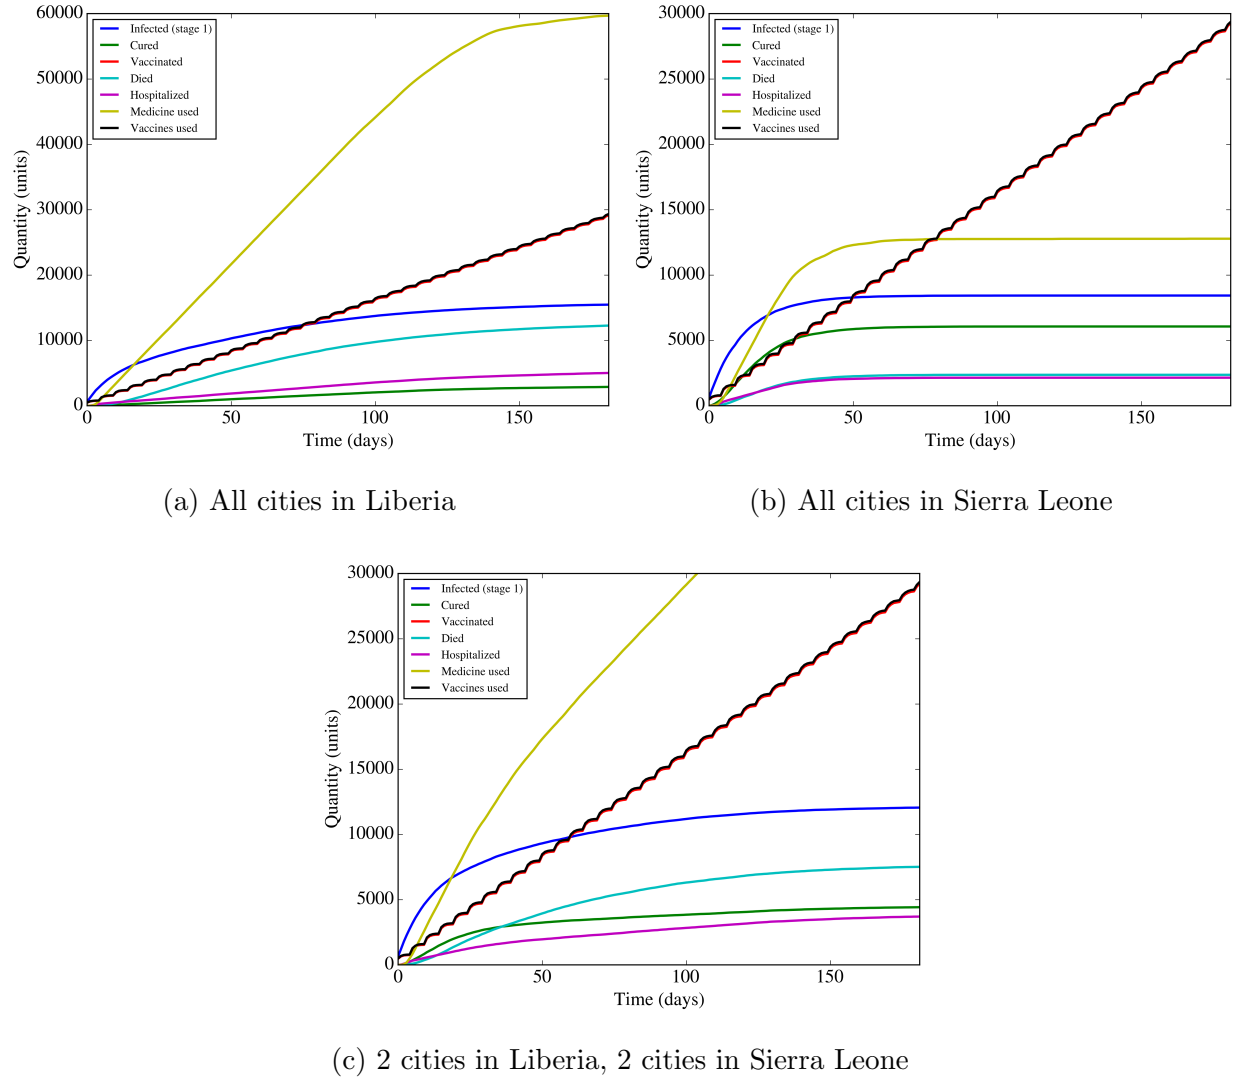 60000
50000
40000
30000
20000
10000
0
Quantity (units)
Infected (stage 1)
Cured
Vaccinated
Died
Hospitalized
Medicine used
Vaccines used
0 50 100 150
Time (days)
(a) All cities in Liberia
30000
25000
20000
15000
10000
5000
0
Quantity (units)
Infected (stage 1)
Cured
Vaccinated
Died
Hospitalized
Medicine used
Vaccines used
0 50 100 150
Time (days)
(b) All cities in Sierra Leone
30000
25000
20000
15000
10000
5000
0
Quantity (units)
Infected (stage 1)
Cured
Vaccinated
Died
Hospitalized
Medicine used
Vaccines used
0 50 100 150
Time (days)
(c) 2 cities in Liberia, 2 cities in Sierra Leone